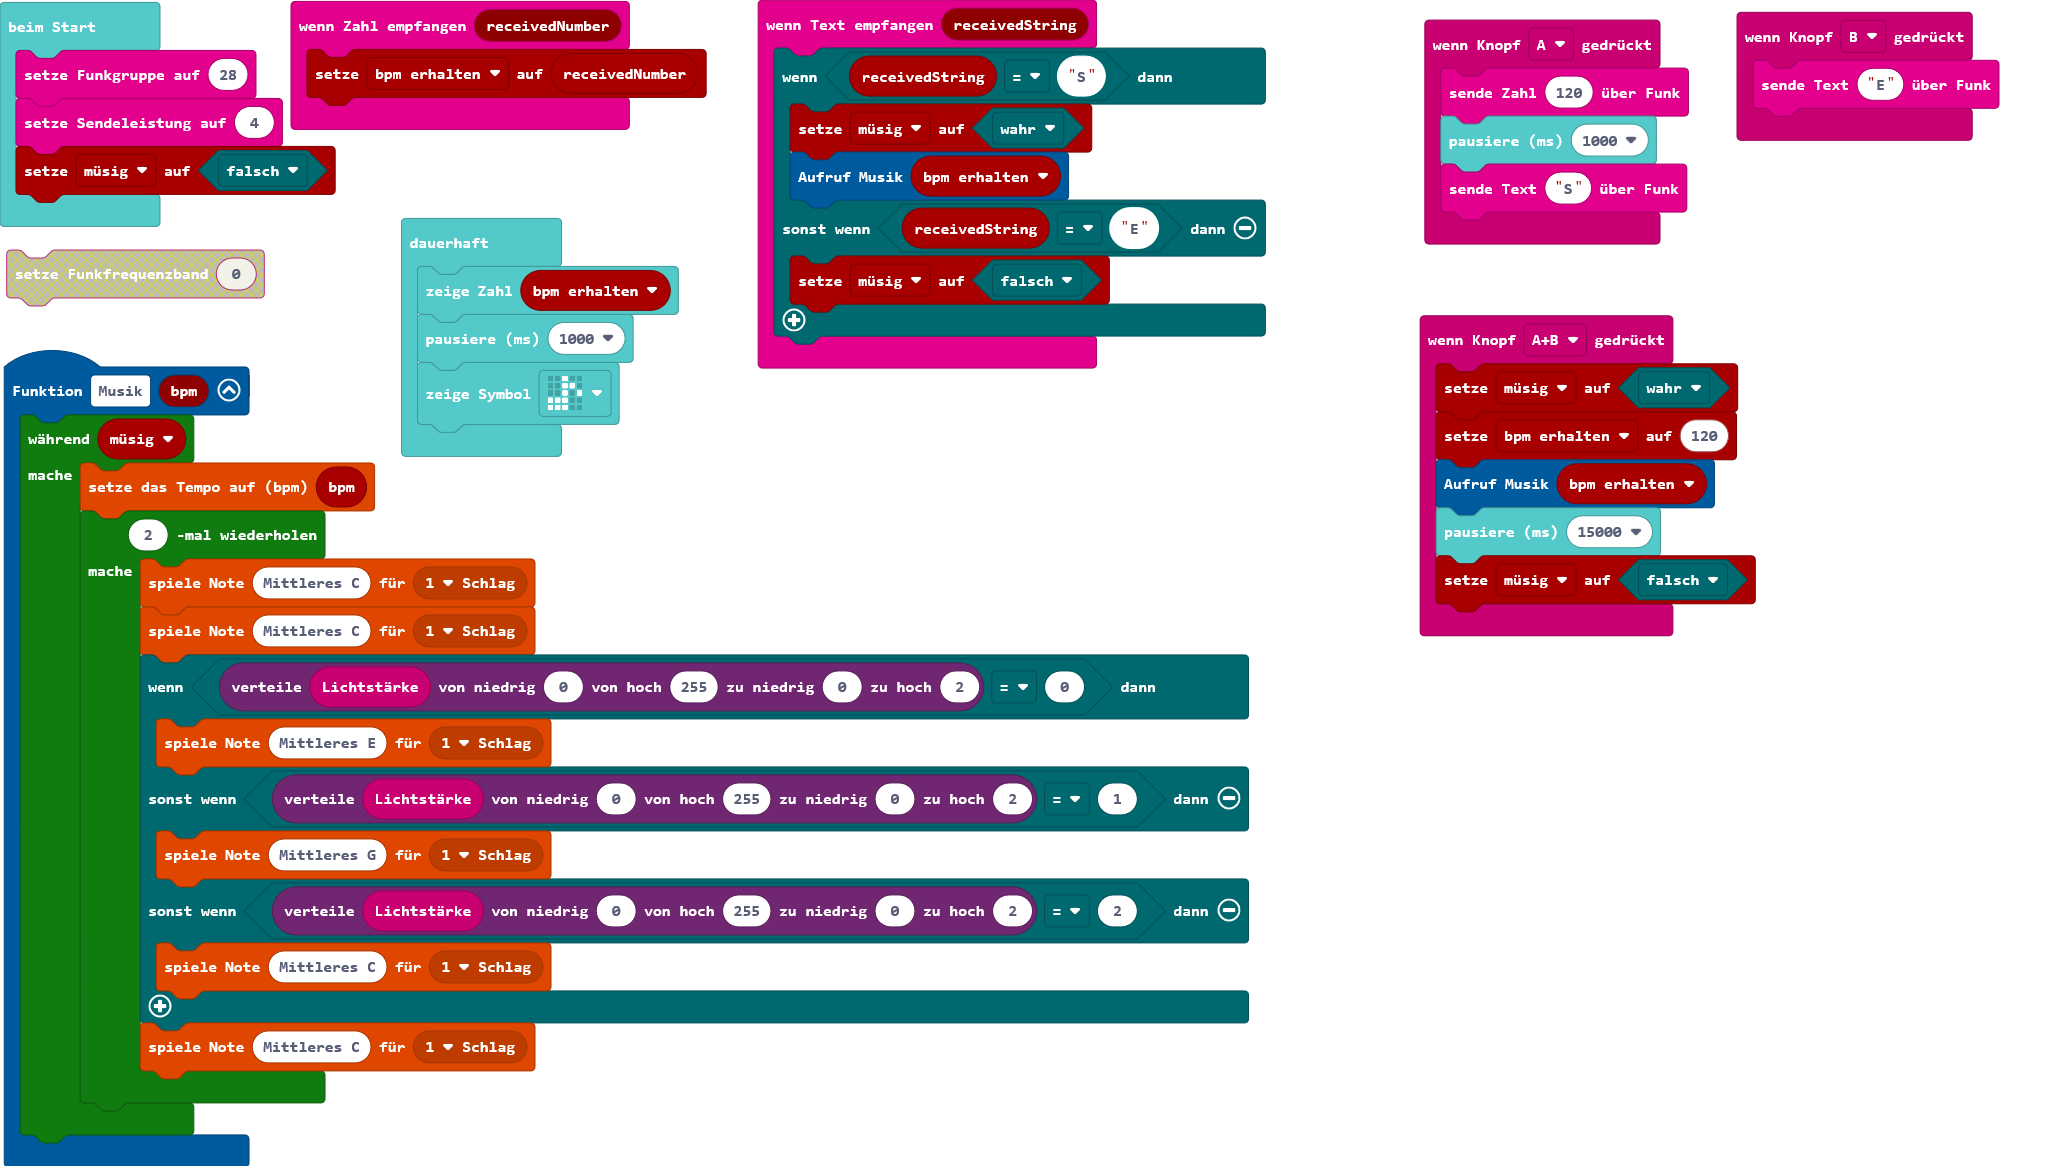 beim Start
setze Funkgruppe auf 28
setze Sendeleistung auf 4
setze müsig auf falsch
wenn Zahl empfangen receivedNumber
setze bpm erhalten auf receivedNumber
wenn Text empfangen receivedString
wenn receivedString = "S" dann
setze müsig auf wahr
Aufruf Musik bpm erhalten
sonst wenn receivedString = "E" dann
setze müsig auf falsch
wenn Knopf A gedrückt
sende Zahl 120 über Funk
pausiere (ms) 1000
sende Text "S" über Funk
wenn Knopf B gedrückt
sende Text "E" über Funk
setze Funkfrequenzband 0
dauerhaft
zeige Zahl bpm erhalten
pausiere (ms) 1000
zeige Symbol
wenn Knopf A+B gedrückt
setze müsig auf wahr
setze bpm erhalten auf 120
Aufruf Musik bpm erhalten
pausiere (ms) 15000
setze müsig auf falsch
Funktion Musik bpm
während müsig
mache
setze das Tempo auf (bpm) bpm
2 -mal wiederholen
mache
spiele Note Mittleres C für 1 Schlag
spiele Note Mittleres C für 1 Schlag
wenn verteile Lichtstärke von niedrig 0 von hoch 255 zu niedrig 0 zu hoch 2 = 0 dann
spiele Note Mittleres E für 1 Schlag
sonst wenn verteile Lichtstärke von niedrig 0 von hoch 255 zu niedrig 0 zu hoch 2 = 1 dann
spiele Note Mittleres G für 1 Schlag
sonst wenn verteile Lichtstärke von niedrig 0 von hoch 255 zu niedrig 0 zu hoch 2 = 2 dann
spiele Note Mittleres C für 1 Schlag
spiele Note Mittleres C für 1 Schlag